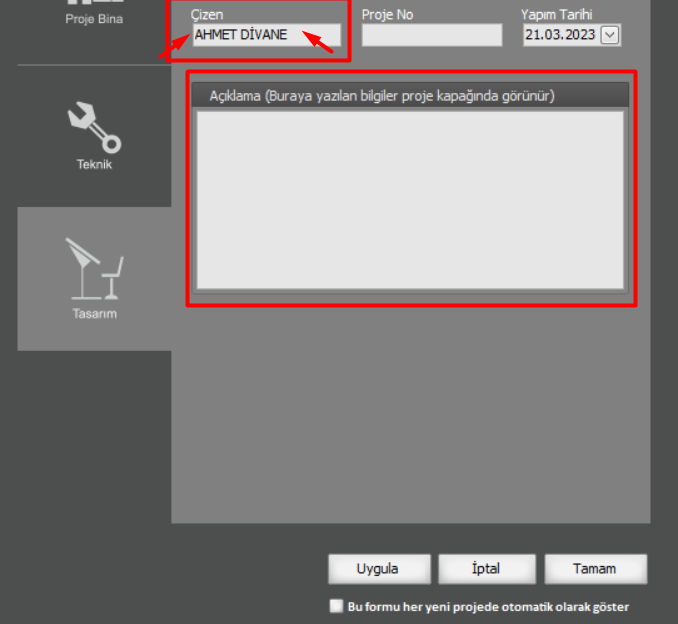 Proje Bina
Çizen
Proje No
Yapım Tarihi
AHMET DİVANE
21.03.2023
Açıklama (Buraya yazılan bilgiler proje kapağında görünür)
Teknik
Tasarım
Uygula
İptal
Tamam
Bu formu her yeni projede otomatik olarak göster